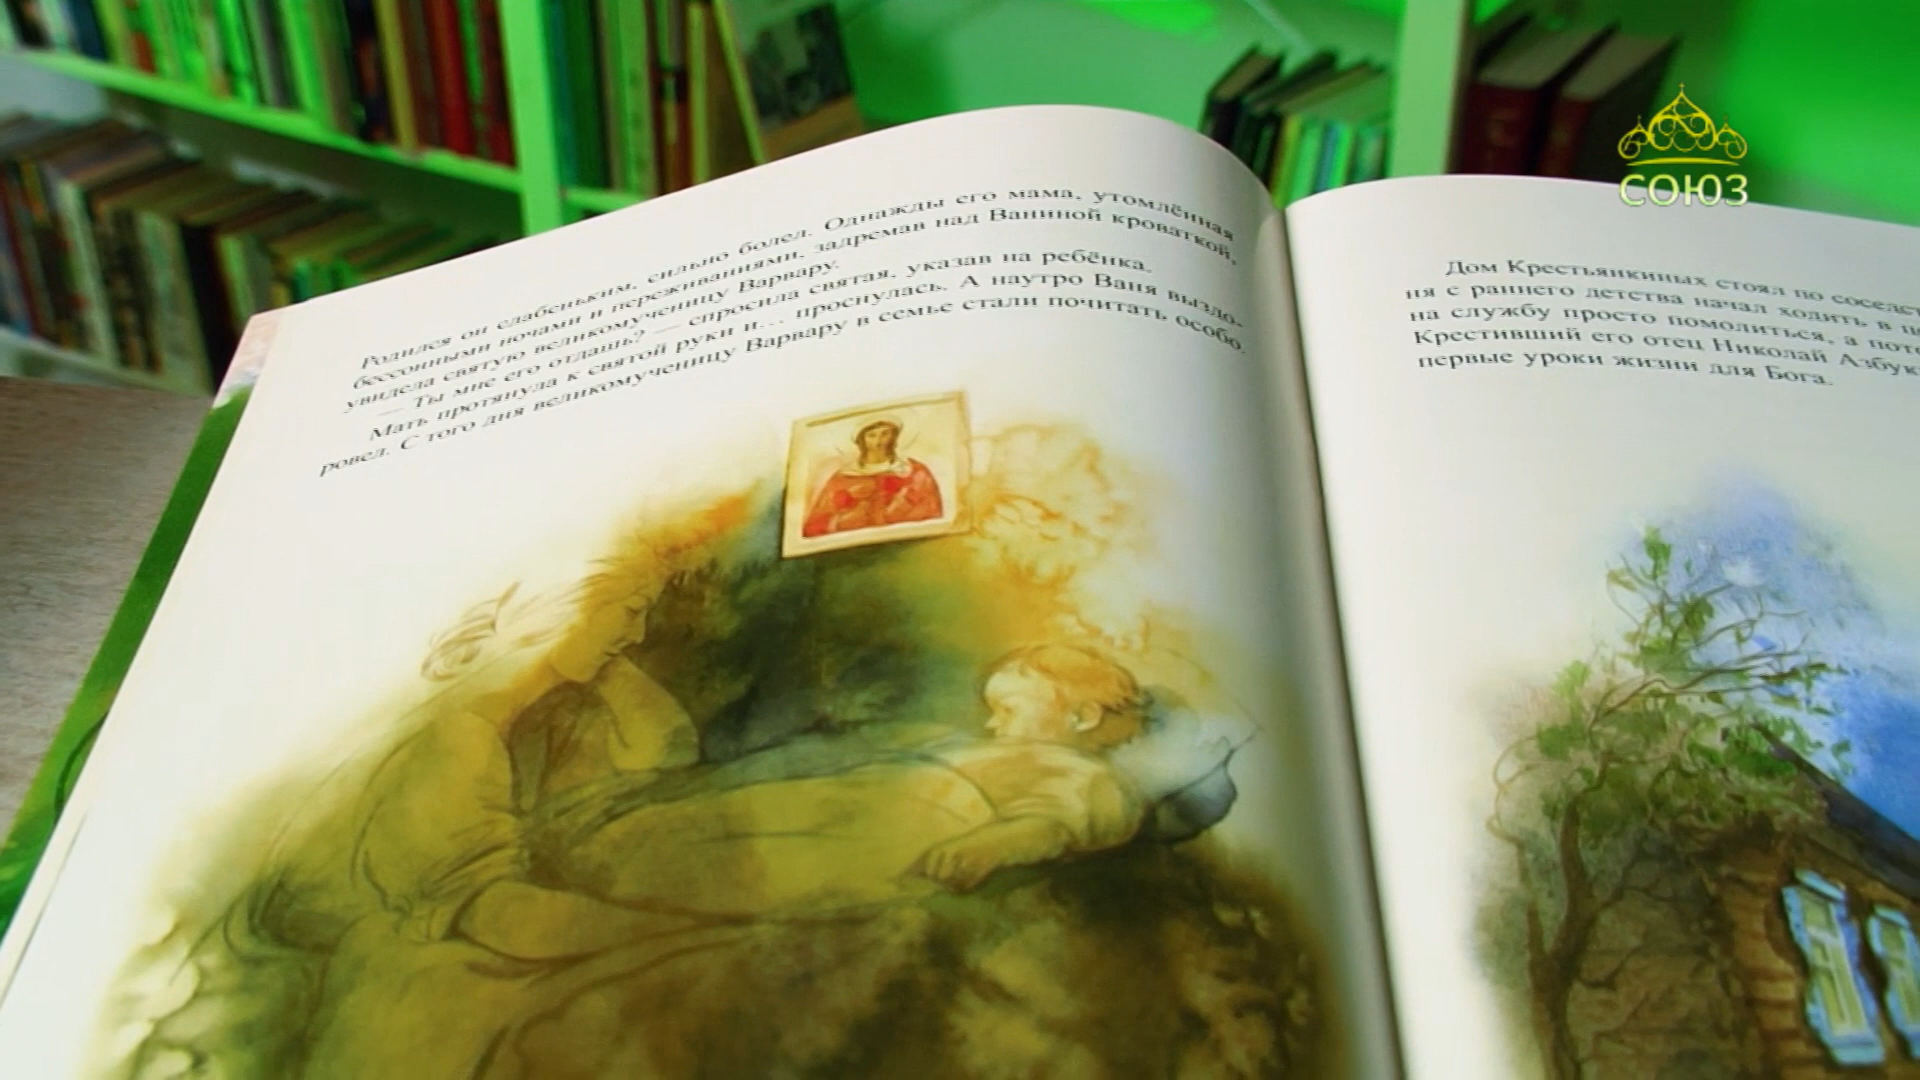 Родился он слабеньким, сильно болел. Однажды его мама, утомлённая
бессонными ночами и переживаниями, задремав над Ваниной кроваткой,
увидела святую великомученицу Варвару.
— Ты мне его отдашь? — спросила святая, указав на ребёнка.
Мать протянула к святой руки и... проснулась. А наутро Ваня выздо-
ровел. С того дня великомученицу Варвару в семье стали почитать особо.
Дом Крестьянкиных стоял по соседст
ня с раннего детства начал ходить в це
на службу просто помолиться, а пото
Крестивший его отец Николай Азбук
первые уроки жизни для Бога.
СОЮЗ